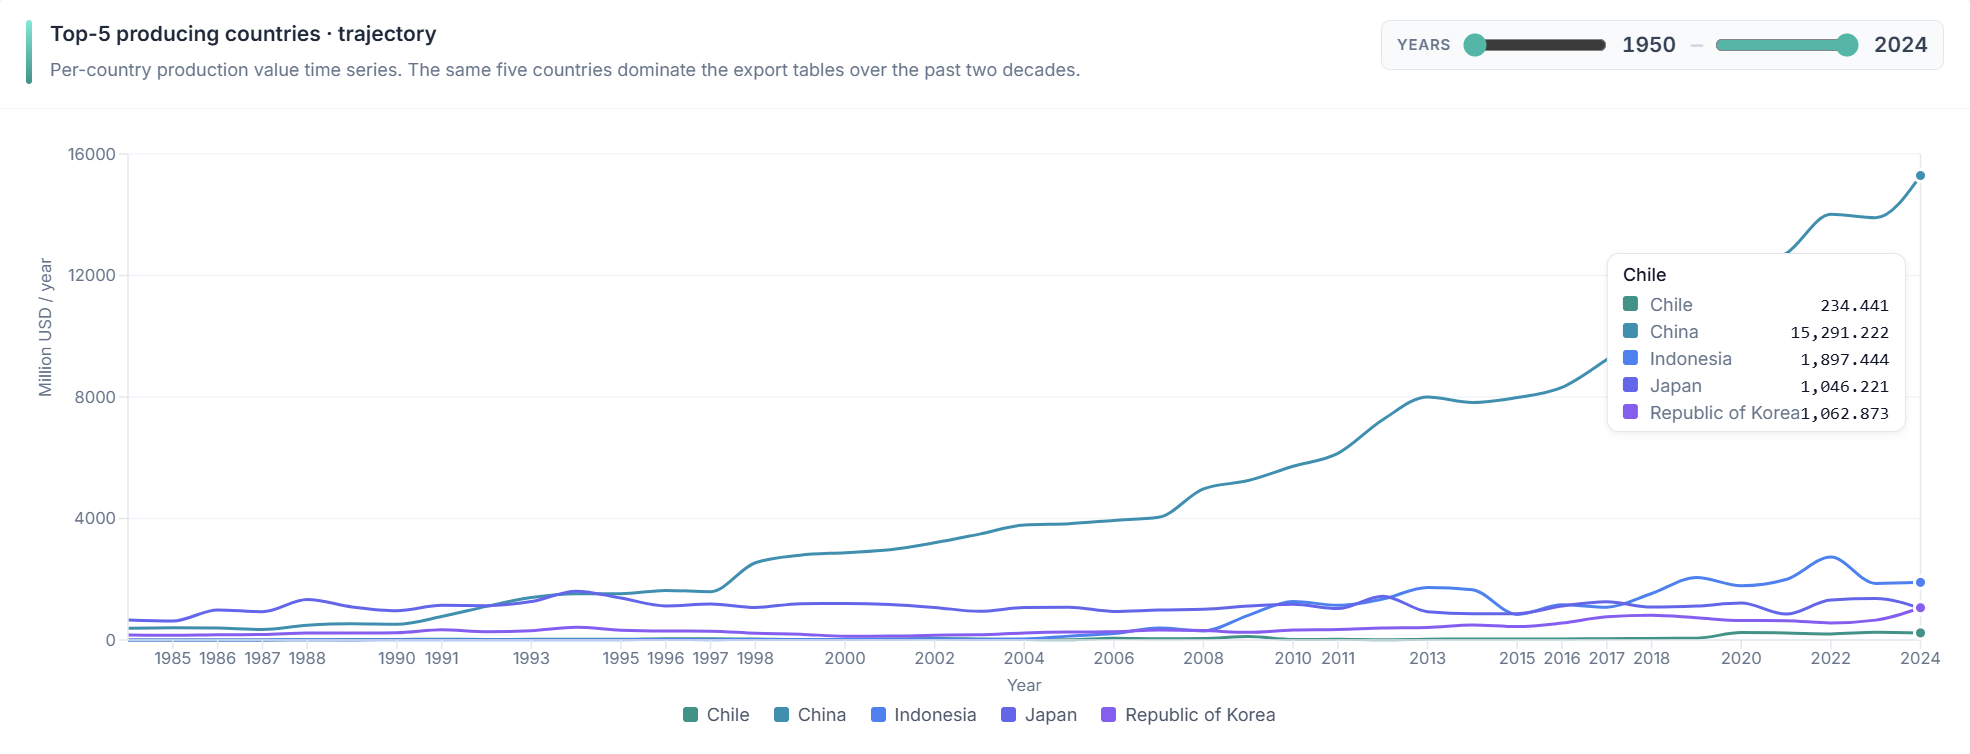 Top-5 producing countries · trajectory
Per-country production value time series. The same five countries dominate the export tables over the past two decades.
YEARS 1950 – 2024
16000
12000
8000
4000
0
Million USD / year
Chile
Chile 234.441
China 15,291.222
Indonesia 1,897.444
Japan 1,046.221
Republic of Korea 1,062.873
1985 1986 1987 1988 1990 1991 1993 1995 1996 1997 1998 2000 2002 2004 2006 2008 2010 2011 2013 2015 2016 2017 2018 2020 2022 2024
Year
Chile China Indonesia Japan Republic of Korea